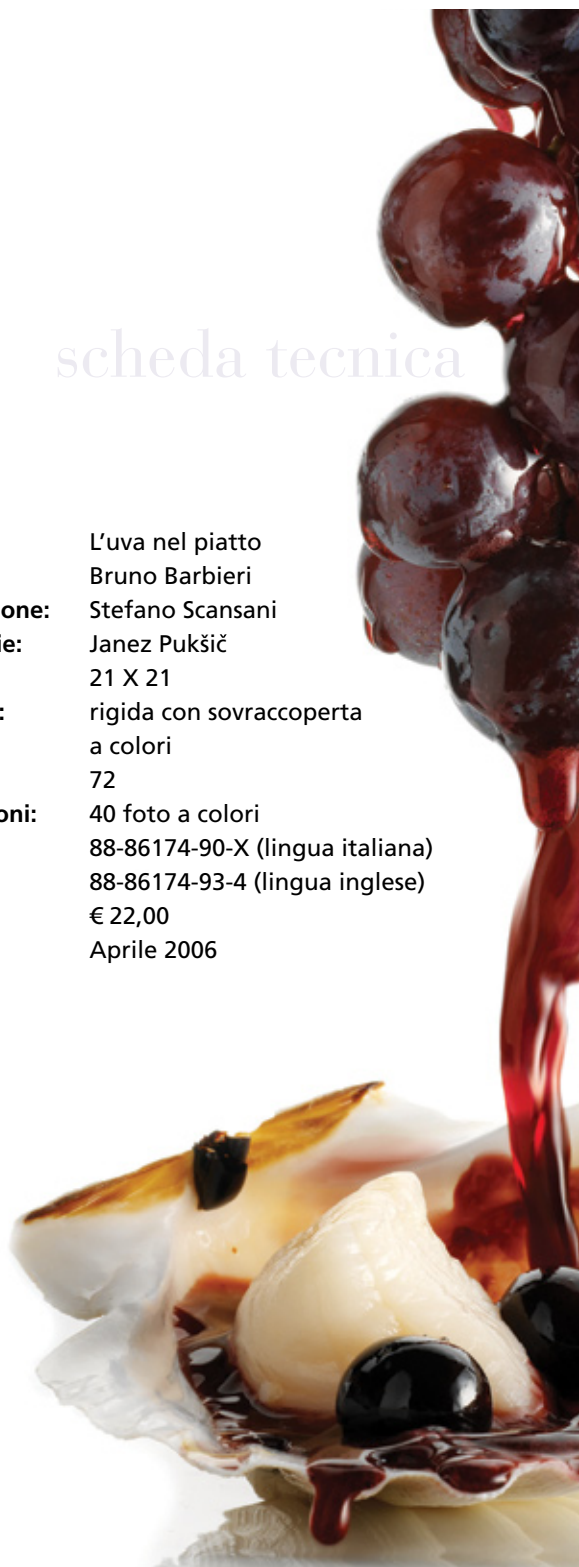 scheda tecnica
L'uva nel piatto
Bruno Barbieri
one: Stefano Scansani
ie: Janez Pukšič
21 X 21
: rigida con sovraccoperta
a colori
72
oni: 40 foto a colori
88-86174-90-X (lingua italiana)
88-86174-93-4 (lingua inglese)
€ 22,00
Aprile 2006